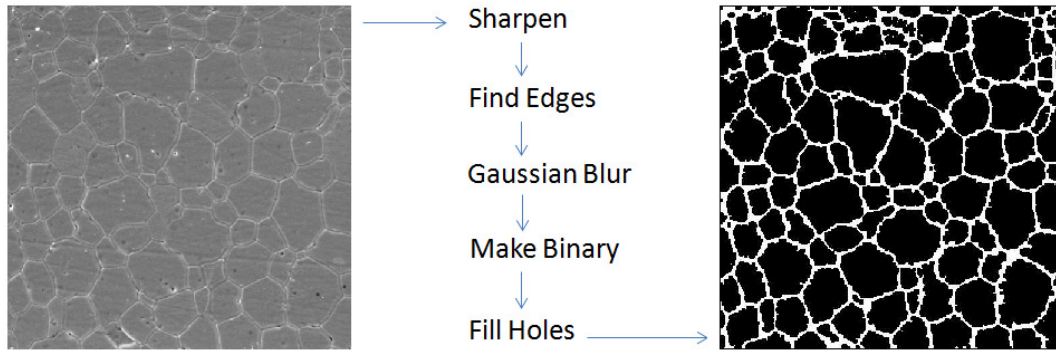 Sharpen
Find Edges
Gaussian Blur
Make Binary
Fill Holes